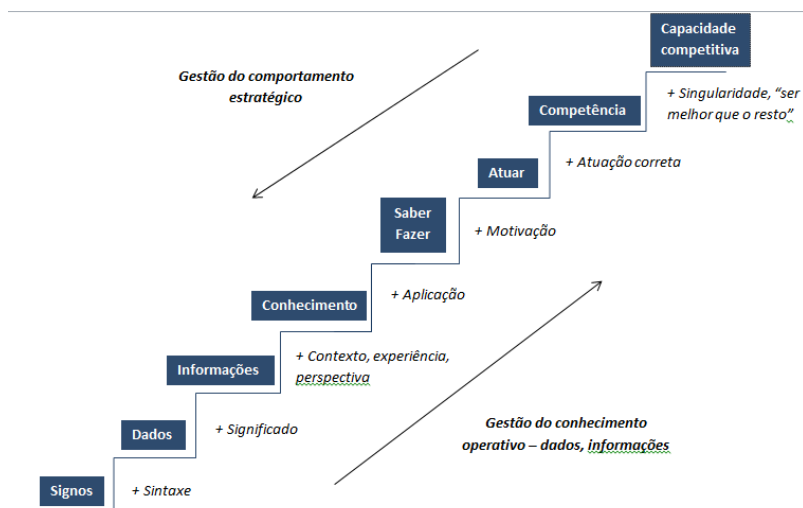 Capacidade
competitiva
Gestão do comportamento
estratégico
+ Singularidade, “ser
melhor que o resto”
Competência
+ Atuação correta
Atuar
Saber
Fazer
+ Motivação
Conhecimento
+ Aplicação
Informações
+ Contexto, experiência,
perspectiva
Dados
+ Significado
Gestão do conhecimento
operativo – dados, informações
Signos
+ Sintaxe